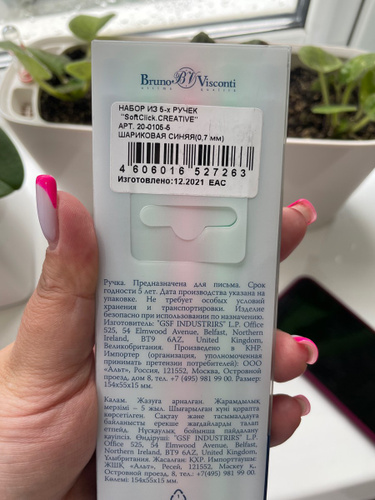 Bruno BV Visconti
НАБОР ИЗ 5-х РУЧЕК
"SoftClick.CREATIVE"
АРТ. 20-0105-5
ШАРИКОВАЯ СИНЯЯ(0,7 мм)
4 606016 527263
Изготовлено:12.2021 ЕАС
Ручка. Предназначена для письма. Срок
годности 5 лет. Дата производства указана на
упаковке. Не требует особых условий
хранения и транспортировки. Изделие
безопасно при использовании по назначению.
Изготовитель: "GSF INDUSTRIRS" L.P. Office
525, 54 Elmwood Avenue, Belfast, Northern
Ireland, BT9 6AZ, United Kingdom,
Великобритания. Произведено в КНР.
Импортер (организация, уполномоченная
принимать претензии потребителей): ООО
«Альт», Россия, 121552, Москва, Островной
проезд, дом 8, тел. +7 (495) 981 99 00. Размер:
154х55х15 мм.
Қалам. Жазуға арналған. Жарамдылық
мерзімі - 5 жыл. Шығарылған күні қорапта
көрсетілген. Сақтау және тасымалдауға
байланысты ерекше жағдайларды талап
етпейді. Нұсқаулық бойынша пайдалану
қауіпсіз. Өндіруші: "GSF INDUSTRIRS" L.P.
Office 525, 54 Elmwood Avenue, Belfast,
Northern Ireland, BT9 6AZ, United Kingdom,
Ұлыбритания. Жасалған: ҚХР. Импорттаушы:
ЖШҚ «Альт», Ресей, 121552, Мәскеу қ.,
Островной проезд, 8, тел. +7 (495) 981 99 00.
Көлемі: 154х55х15 мм.